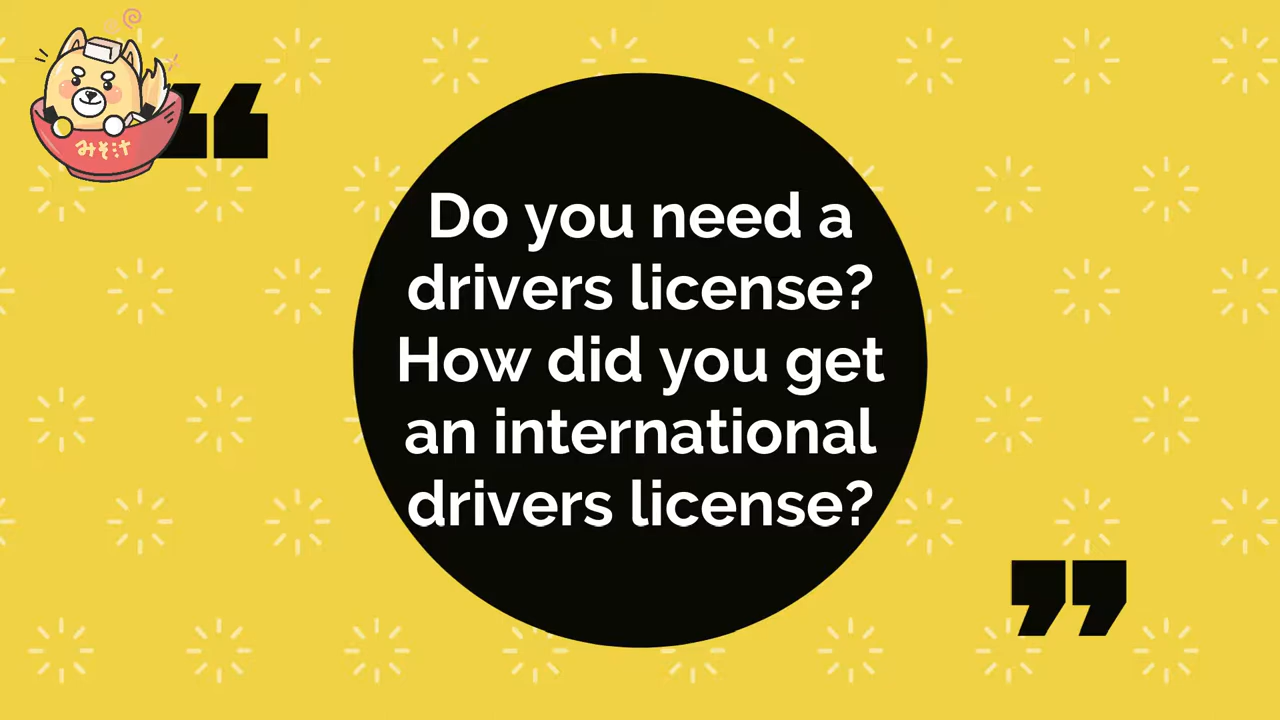 みそ汁
Do you need a
drivers license?
How did you get
an international
drivers license?